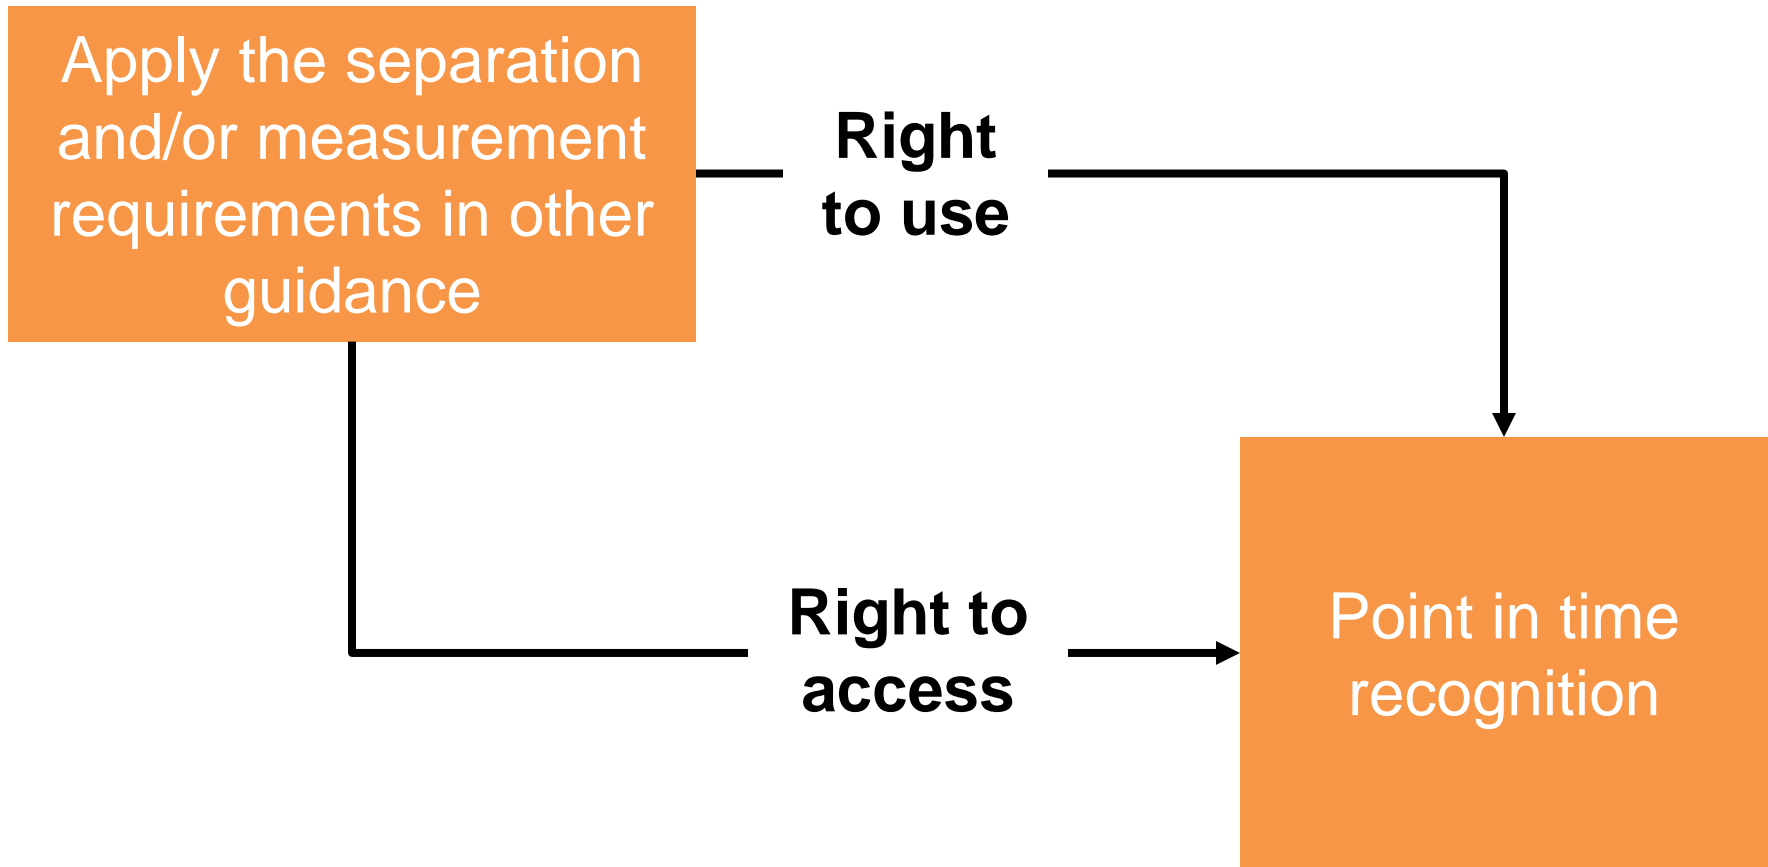 Apply the separation
and/or measurement
requirements in other
guidance
Right
to use
Right to
access
Point in time
recognition